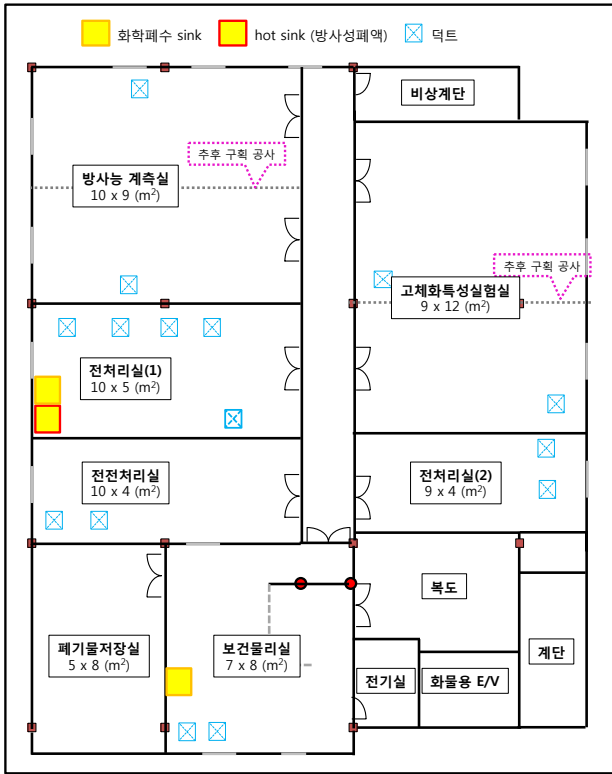 화학폐수 sink
hot sink (방사성폐액)
덕트
비상계단
추후 구획 공사
방사능 계측실
10 x 9 (m²)
추후 구획 공사
고체화특성실험실
9 x 12 (m²)
전처리실(1)
10 x 5 (m²)
전전처리실
10 x 4 (m²)
전처리실(2)
9 x 4 (m²)
복도
폐기물저장실
5 x 8 (m²)
보건물리실
7 x 8 (m²)
계단
전기실
화물용 E/V